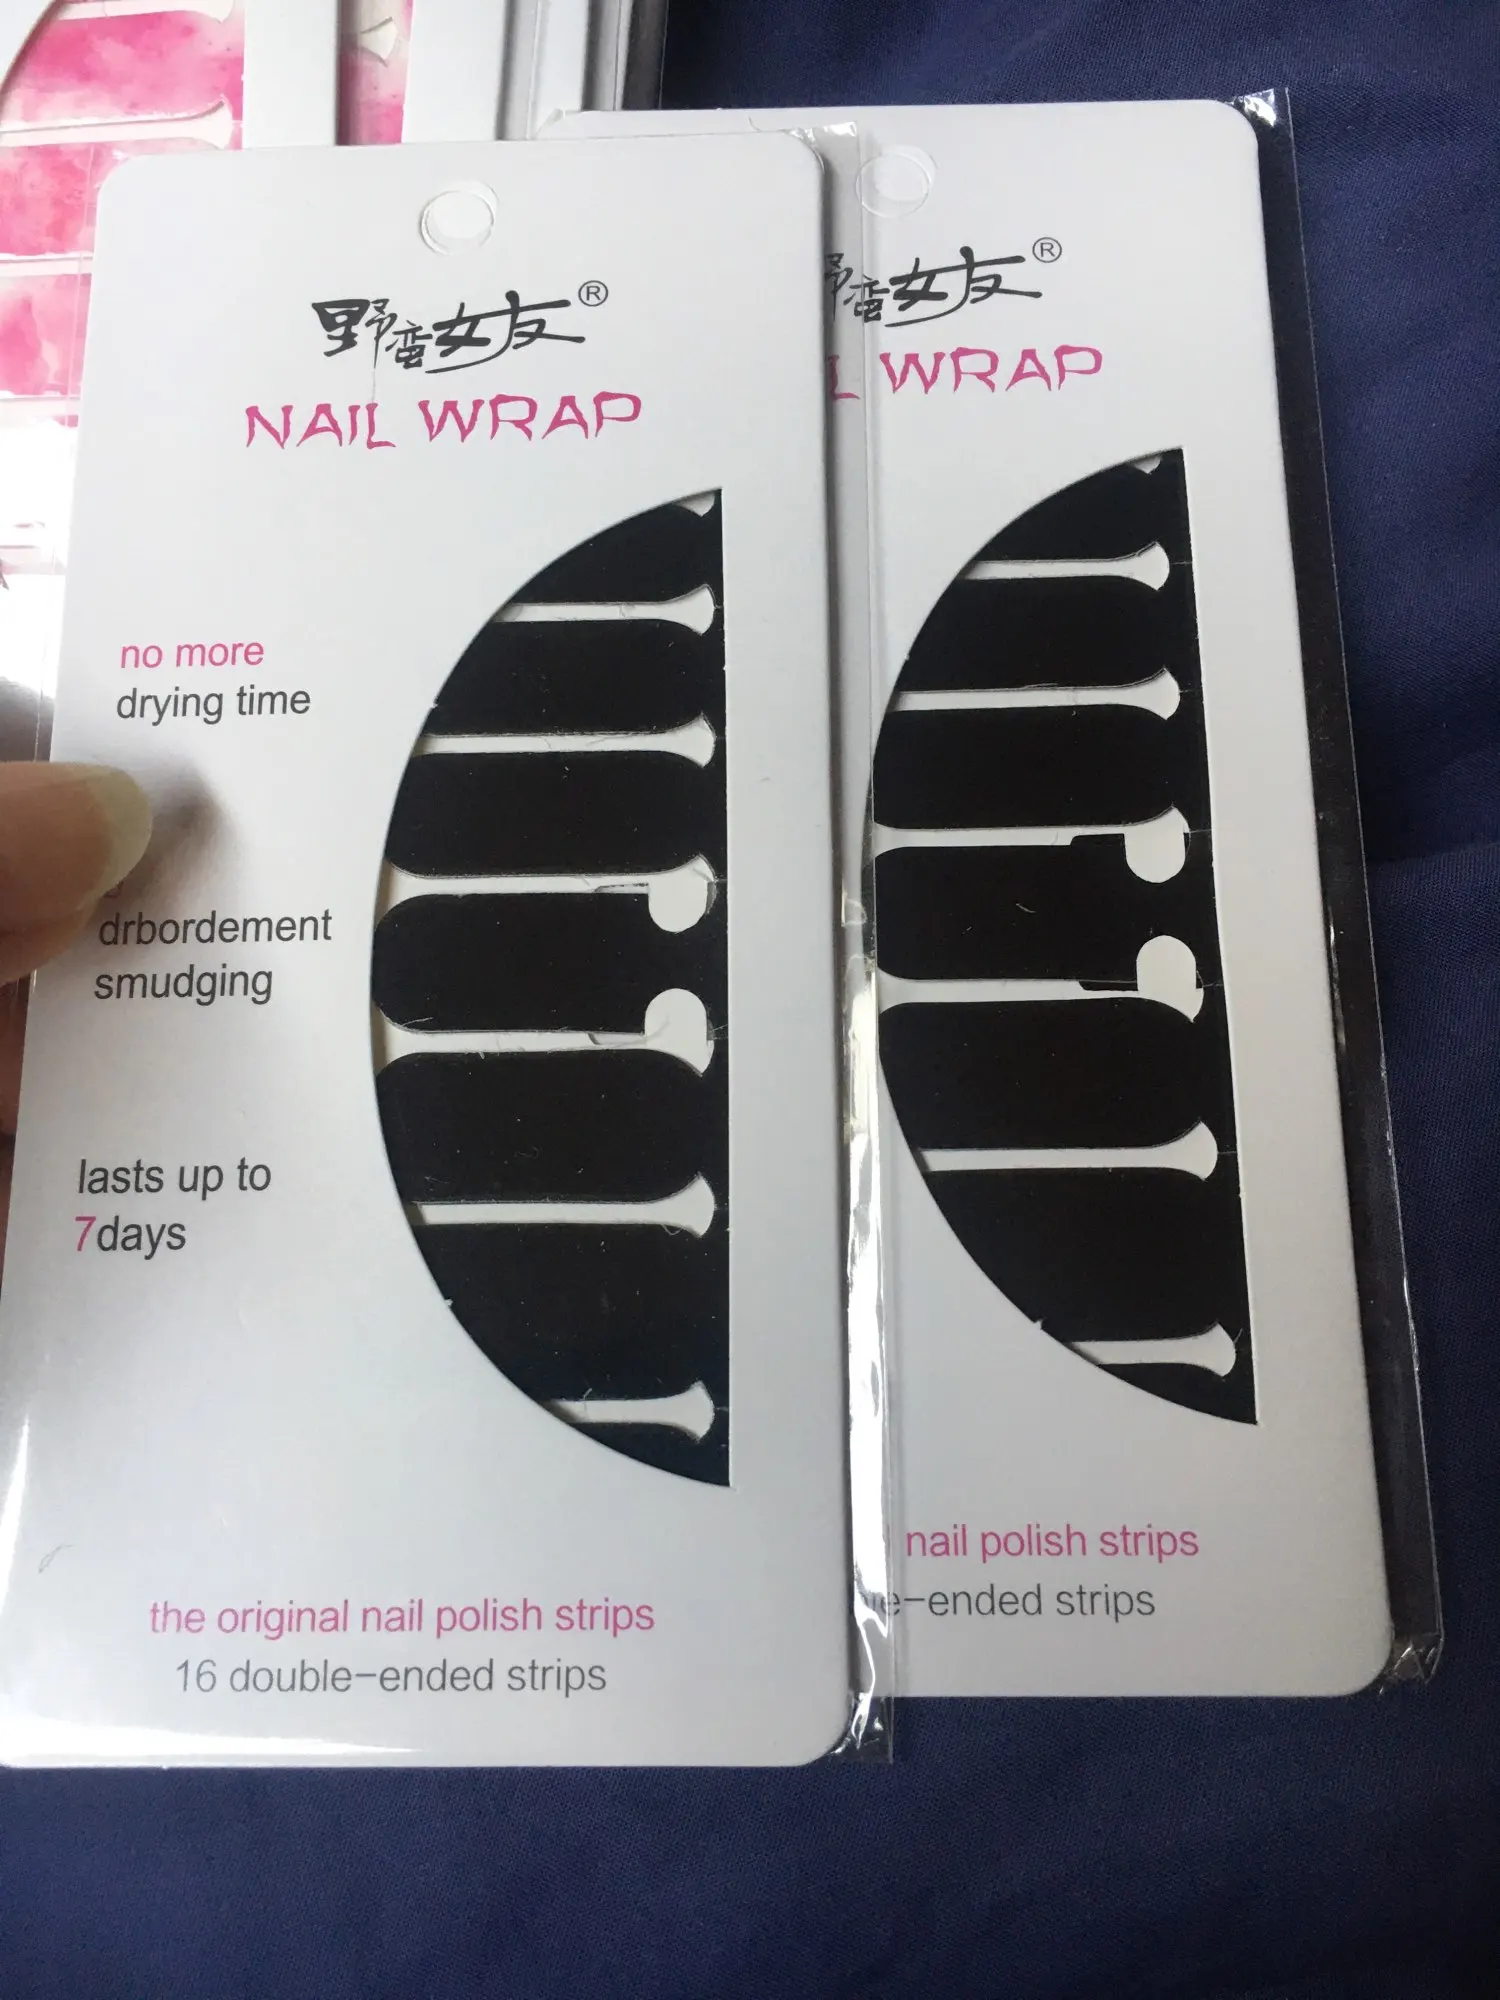 野蛮女友®
NAIL WRAP
no more
drying time
drbordement
smudging
lasts up to
7days
the original nail polish strips
16 double-ended strips
蛮女友®
L WRAP
nail polish strips
e-ended strips